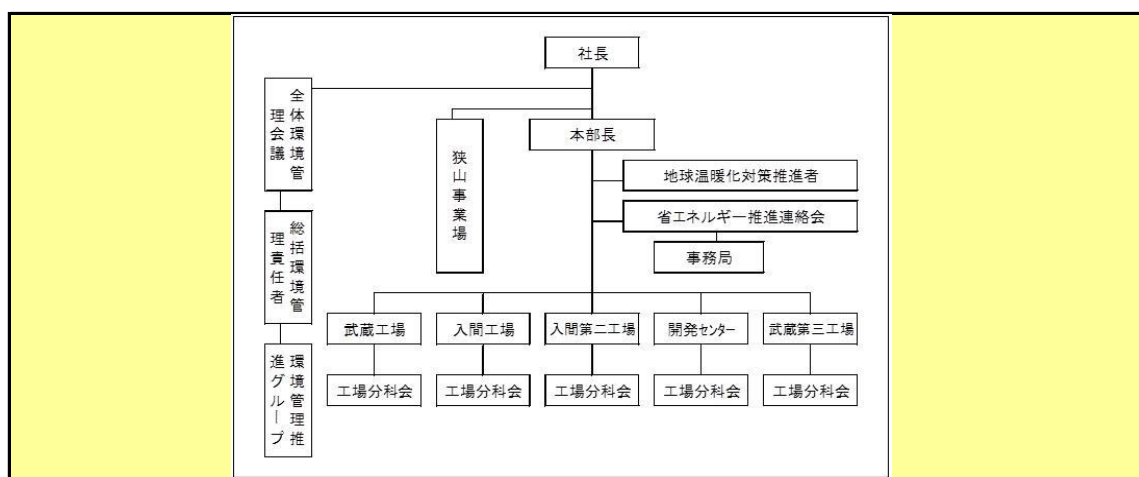 社長
全体環境管
理会議
本部長
狭山事業場
地球温暖化対策推進者
省エネルギー推進連絡会
事務局
総括環境管
理責任者
武蔵工場
入間工場
入間第二工場
開発センター
武蔵第三工場
環境管理推
進グループ
工場分科会
工場分科会
工場分科会
工場分科会
工場分科会